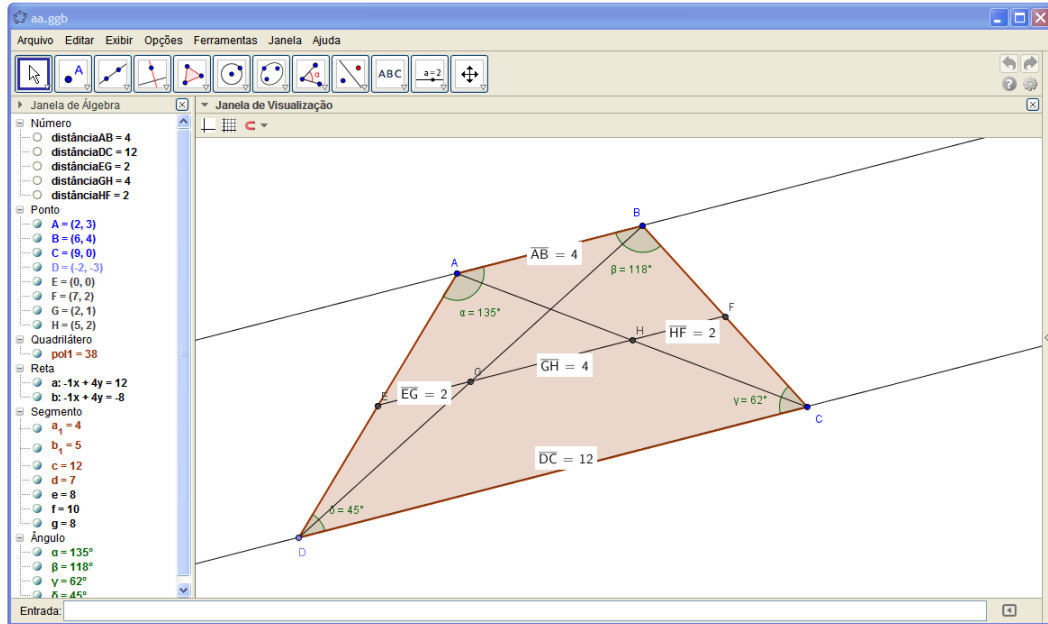 aa.ggb
Arquivo Editar Exibir Opções Ferramentas Janela Ajuda
A
α
ABC
a=2
Janela de Álgebra
Janela de Visualização
Número
distânciaAB = 4
distânciaDC = 12
distânciaEG = 2
distânciaGH = 4
distânciaHF = 2
Ponto
A = (2, 3)
B = (6, 4)
C = (9, 0)
D = (-2, -3)
E = (0, 0)
F = (7, 2)
G = (2, 1)
H = (5, 2)
Quadrilátero
pol1 = 38
Reta
a: -1x + 4y = 12
b: -1x + 4y = -8
Segmento
a₁ = 4
b₁ = 5
c = 12
d = 7
e = 8
f = 10
g = 8
Ângulo
α = 135°
β = 118°
γ = 62°
δ = 45°
B
AB = 4
β = 118°
A
α = 135°
F
H
HF = 2
GH = 4
G
E
EG = 2
γ = 62°
C
DC = 12
δ = 45°
D
Entrada: